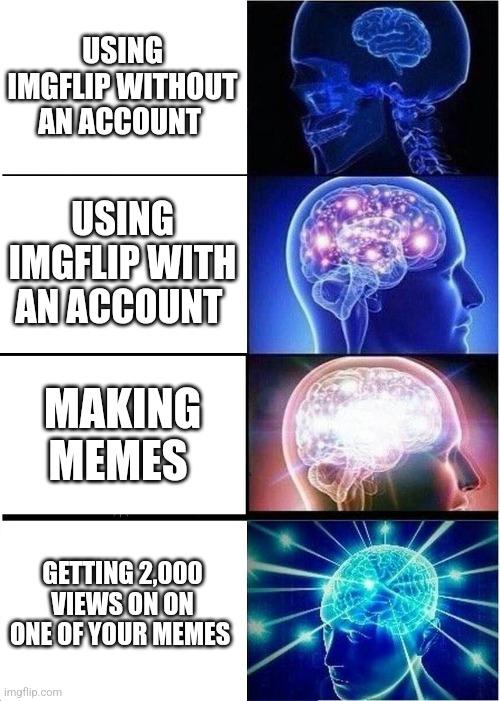 USING
IMGFLIP WITHOUT
AN ACCOUNT
USING
IMGFLIP WITH
AN ACCOUNT
MAKING
MEMES
GETTING 2,000
VIEWS ON ON
ONE OF YOUR MEMES
imgflip.com